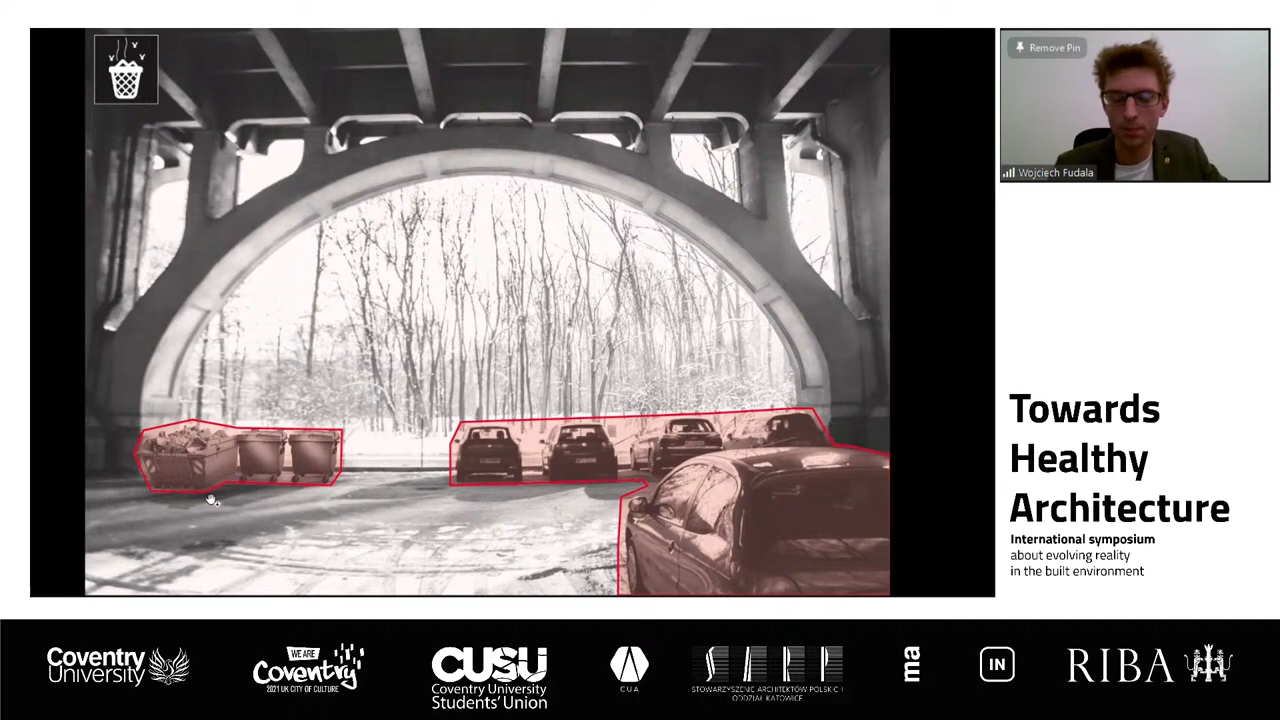 Remove Pin
Wojciech Fudala
Towards
Healthy
Architecture
International symposium
about evolving reality
in the built environment
Coventry
University
WE ARE
Coventry
2021 UK CITY OF CULTURE
CUSU
Coventry University
Students' Union
CUA
SARP
STOWARZYSZENIE ARCHITEKTÓW POLSKICH
ODDZIAŁ KATOWICE
ma
IN
RIBA